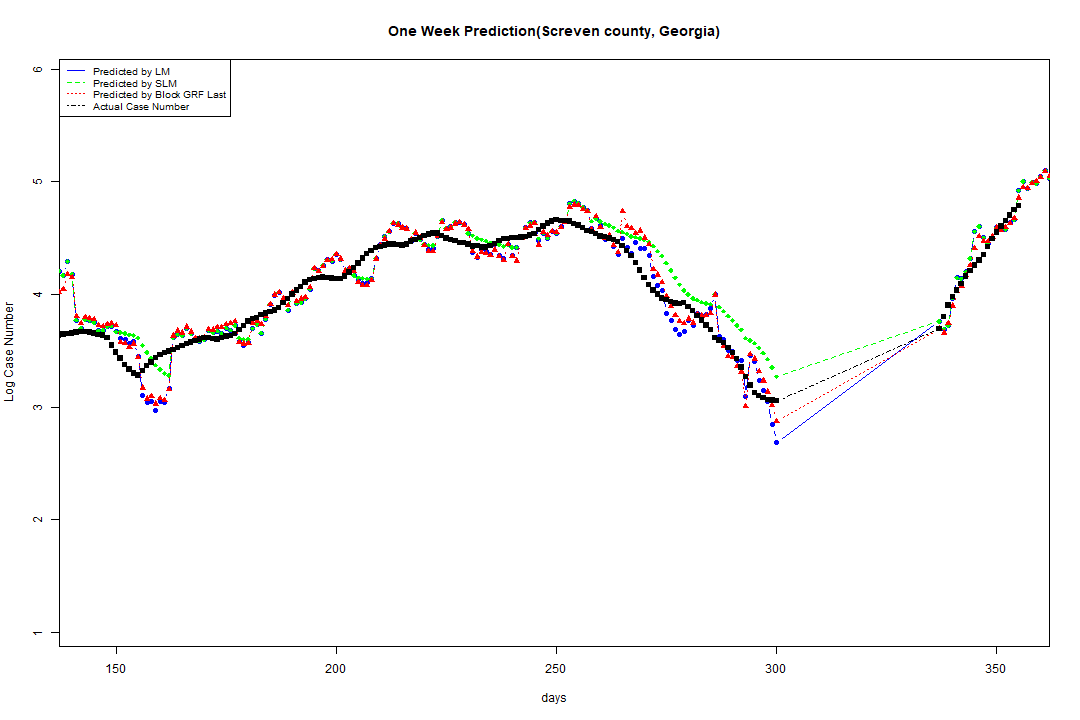 One Week Prediction(Screven county, Georgia)
Predicted by LM
Predicted by SLM
Predicted by Block GRF Last
Actual Case Number
6
5
4
3
2
1
Log Case Number
150
200
250
300
350
days